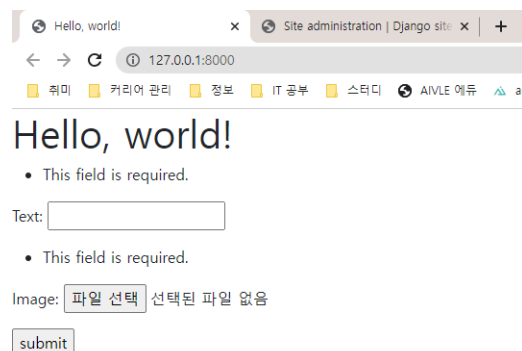 Hello, world!
Site administration | Django site
127.0.0.1:8000
취미 커리어 관리 정보 IT 공부 스터디 AIVLE 에듀 a
Hello, world!
This field is required.
Text:
This field is required.
Image: 파일 선택 선택된 파일 없음
submit